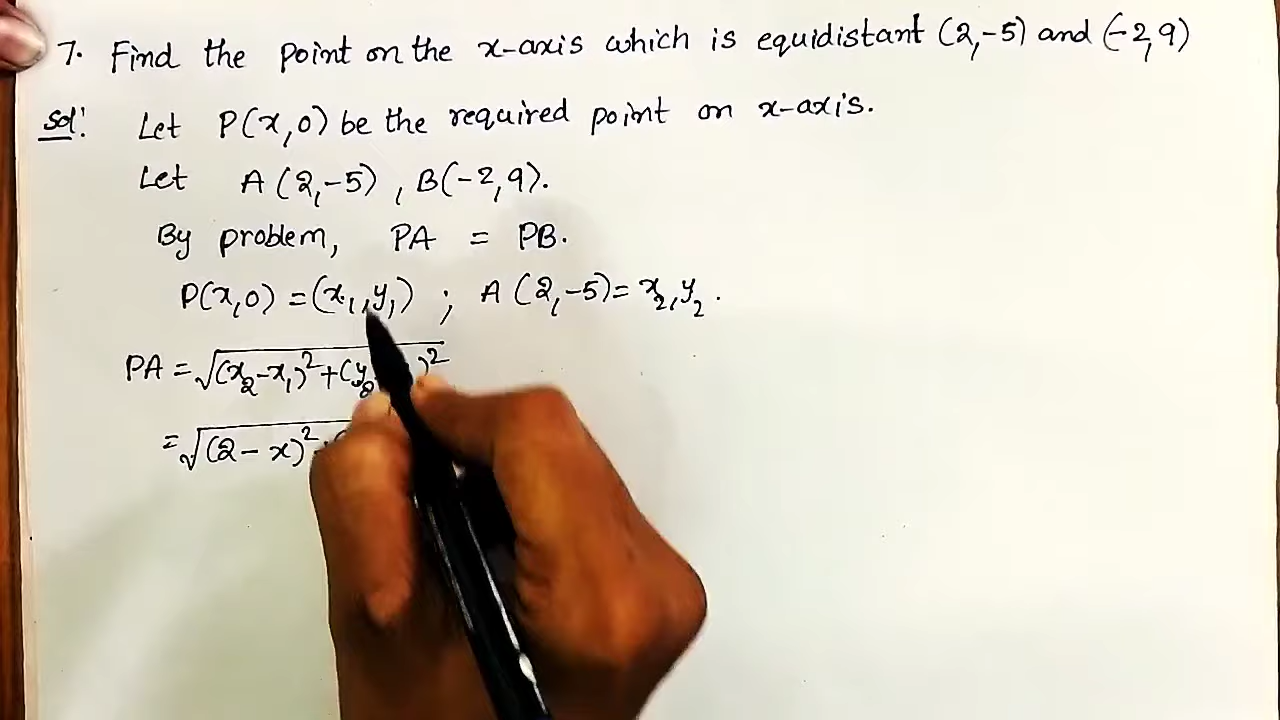 7. Find the point on the x-axis which is equidistant (2,-5) and (-2,9)
Sol: Let P(x,0) be the required point on x-axis.
Let A(2,-5), B(-2,9).
By problem, PA = PB.
P(x,0) = (x₁,y₁) ; A(2,-5) = x₂,y₂.
PA = √(x₂-x₁)²+(y₂ )²
= √(2-x)²